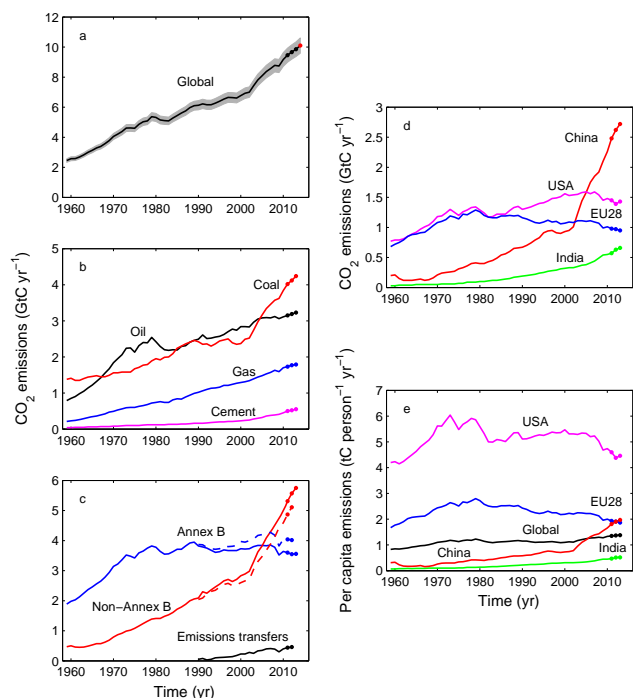 a
Global
12
10
8
6
4
2
0
1960 1970 1980 1990 2000 2010
b
Coal
Oil
Gas
Cement
5
4
3
2
1
0
1960 1970 1980 1990 2000 2010
CO₂ emissions (GtC yr⁻¹)
c
Annex B
Non−Annex B
Emissions transfers
6
5
4
3
2
1
0
1960 1970 1980 1990 2000 2010
Time (yr)
d
China
USA
EU28
India
3
2.5
2
1.5
1
0.5
0
1960 1970 1980 1990 2000 2010
CO₂ emissions (GtC yr⁻¹)
e
USA
EU28
Global
China
India
7
6
5
4
3
2
1
0
1960 1970 1980 1990 2000 2010
Per capita emissions (tC person⁻¹ yr⁻¹)
Time (yr)